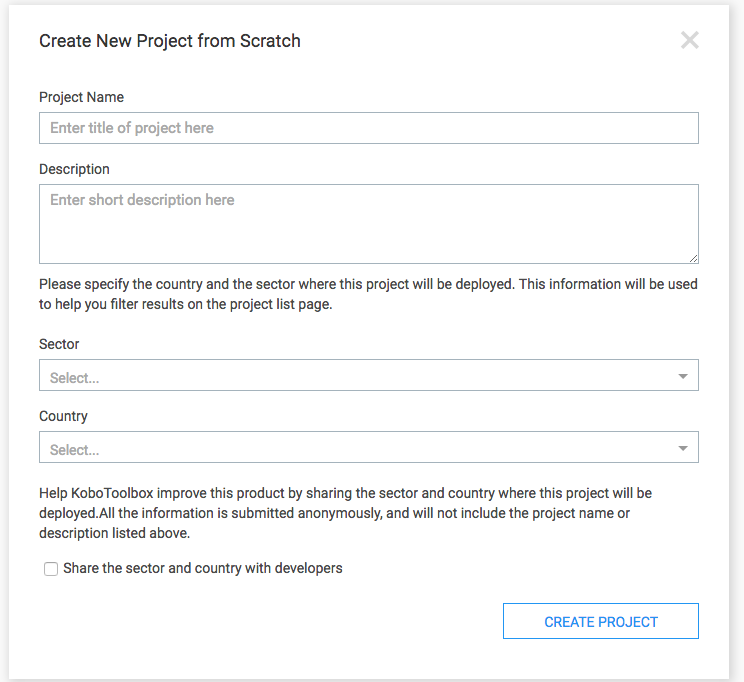 Create New Project from Scratch
Project Name
Enter title of project here
Description
Enter short description here
Please specify the country and the sector where this project will be deployed. This information will be used
to help you filter results on the project list page.
Sector
Select...
Country
Select...
Help KoboToolbox improve this product by sharing the sector and country where this project will be
deployed.All the information is submitted anonymously, and will not include the project name or
description listed above.
Share the sector and country with developers
CREATE PROJECT